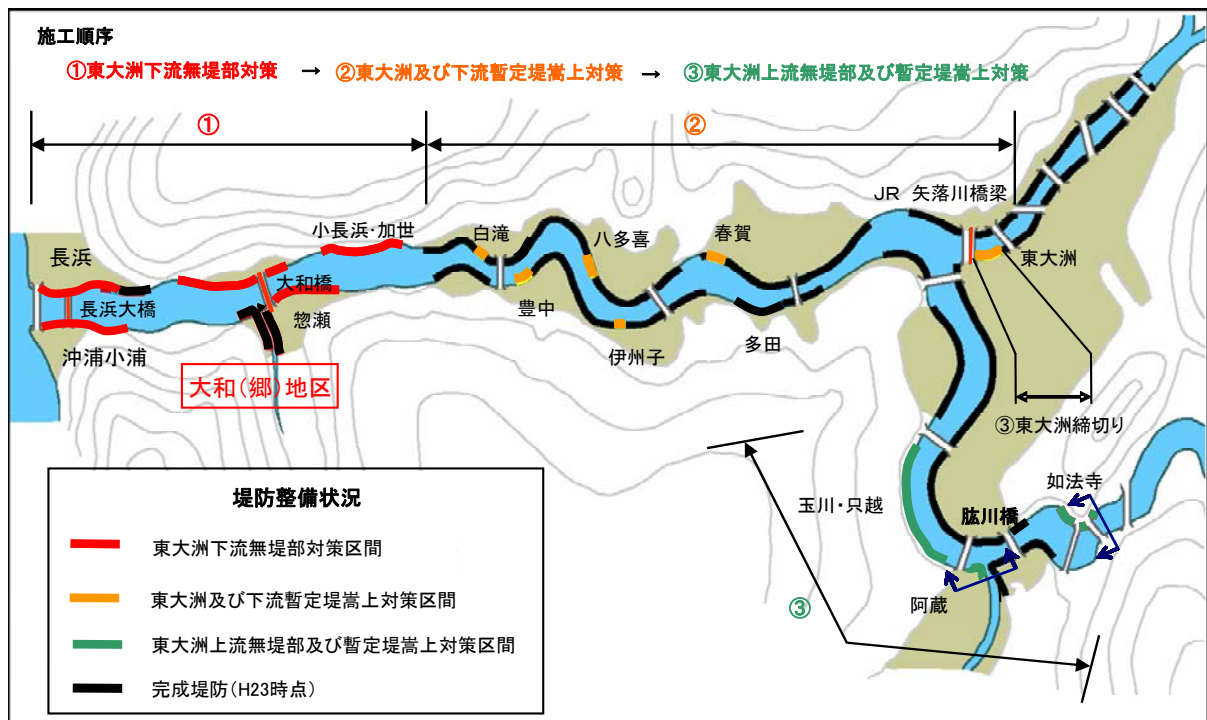 施工順序
①東大洲下流無堤部対策 → ②東大洲及び下流暫定堤嵩上対策 → ③東大洲上流無堤部及び暫定堤嵩上対策
①
②
JR 矢落川橋梁
小長浜・加世
白滝
八多喜
春賀
東大洲
長浜
大和橋
長浜大橋
惣瀬
豊中
伊州子
多田
沖浦小浦
大和(郷)地区
③東大洲締切り
如法寺
玉川・只越
肱川橋
阿蔵
③
堤防整備状況
東大洲下流無堤部対策区間
東大洲及び下流暫定堤嵩上対策区間
東大洲上流無堤部及び暫定堤嵩上対策区間
完成堤防(H23時点)